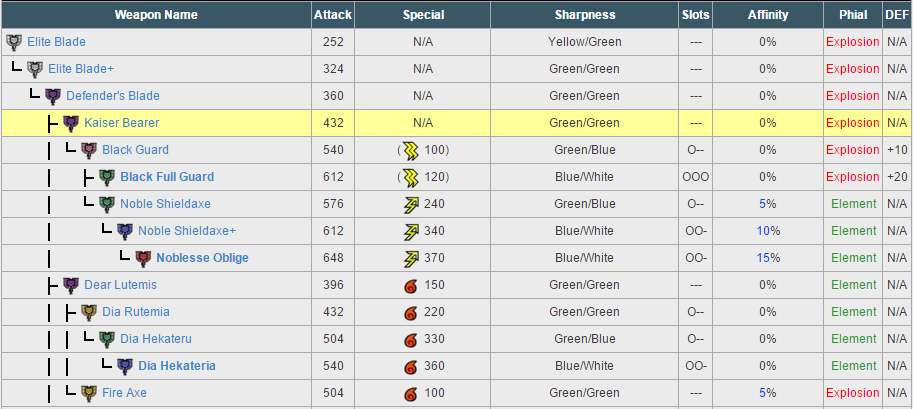 Weapon Name Attack Special Sharpness Slots Affinity Phial DEF
Elite Blade 252 N/A Yellow/Green --- 0% Explosion N/A
Elite Blade+ 324 N/A Green/Green --- 0% Explosion N/A
Defender's Blade 360 N/A Green/Green --- 0% Explosion N/A
Kaiser Bearer 432 N/A Green/Green --- 0% Explosion N/A
Black Guard 540 ( 100) Green/Blue O-- 0% Explosion +10
Black Full Guard 612 ( 120) Blue/White OOO 0% Explosion +20
Noble Shieldaxe 576 240 Green/Blue O-- 5% Element N/A
Noble Shieldaxe+ 612 340 Blue/White OO- 10% Element N/A
Noblesse Oblige 648 370 Blue/White OO- 15% Element N/A
Dear Lutemis 396 150 Green/Green --- 0% Element N/A
Dia Rutemia 432 220 Green/Green O-- 0% Element N/A
Dia Hekateru 504 330 Green/Blue O-- 0% Element N/A
Dia Hekateria 540 360 Blue/White OO- 0% Element N/A
Fire Axe 504 100 Green/Green --- 5% Explosion N/A